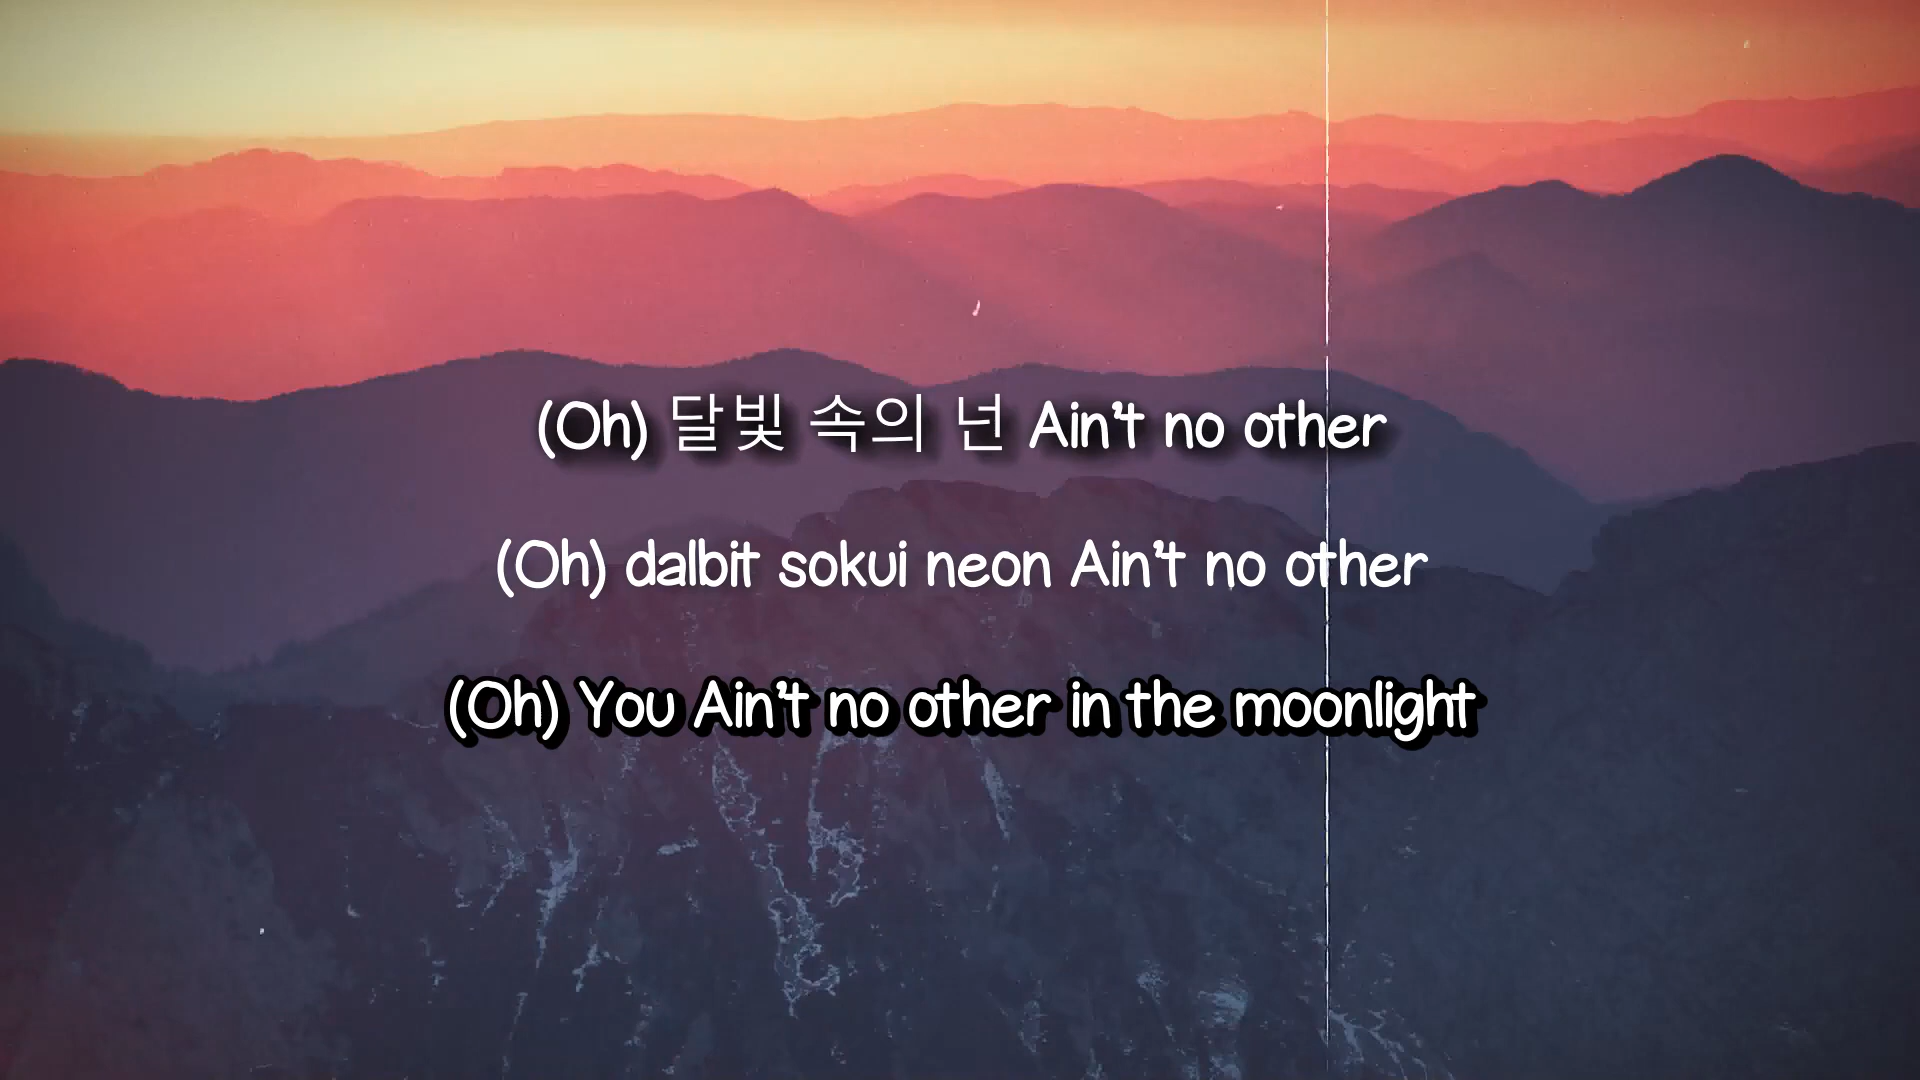 (Oh) 달빛 속의 넌 Ain't no other
(Oh) dalbit sokui neon Ain't no other
(Oh) You Ain't no other in the moonlight